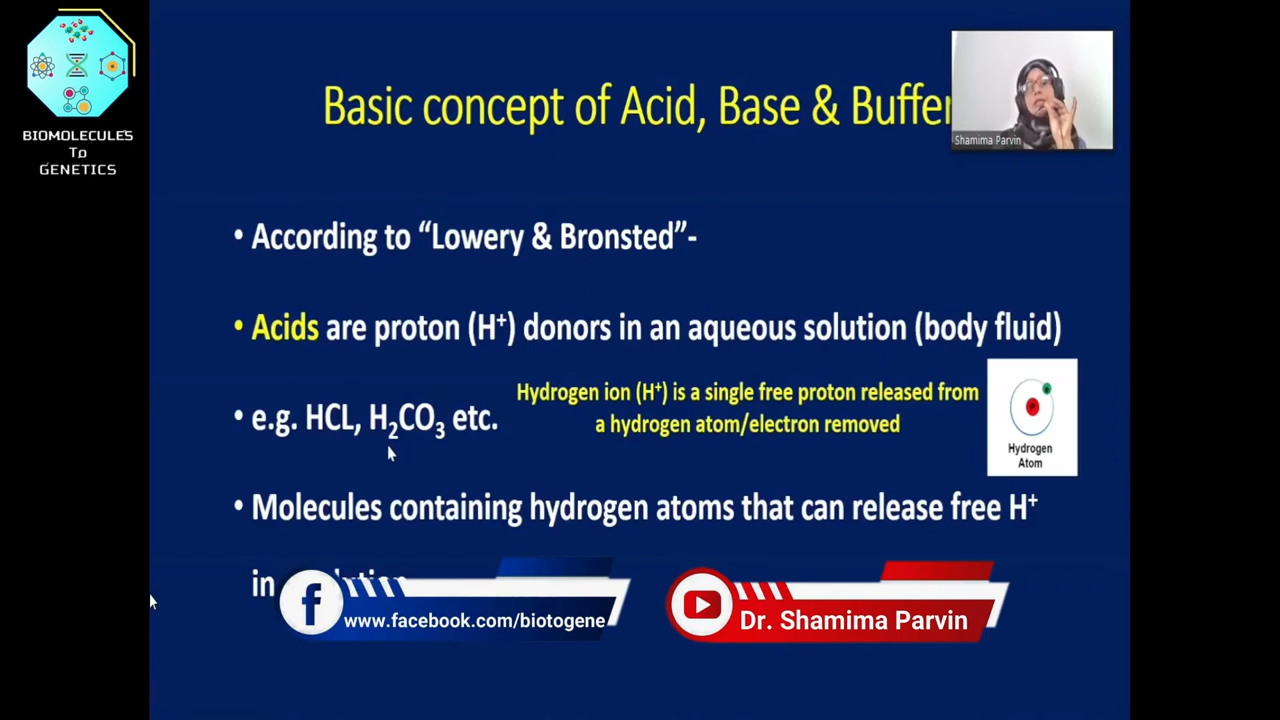 BIOMOLECULES
To
GENETICS
Basic concept of Acid, Base & Buffer
Shamima Parvin
• According to “Lowery & Bronsted”-
• Acids are proton (H⁺) donors in an aqueous solution (body fluid)
Hydrogen ion (H⁺) is a single free proton released from
a hydrogen atom/electron removed
• e.g. HCL, H₂CO₃ etc.
P
e
Hydrogen
Atom
• Molecules containing hydrogen atoms that can release free H⁺
in
f
www.facebook.com/biotogene
Dr. Shamima Parvin